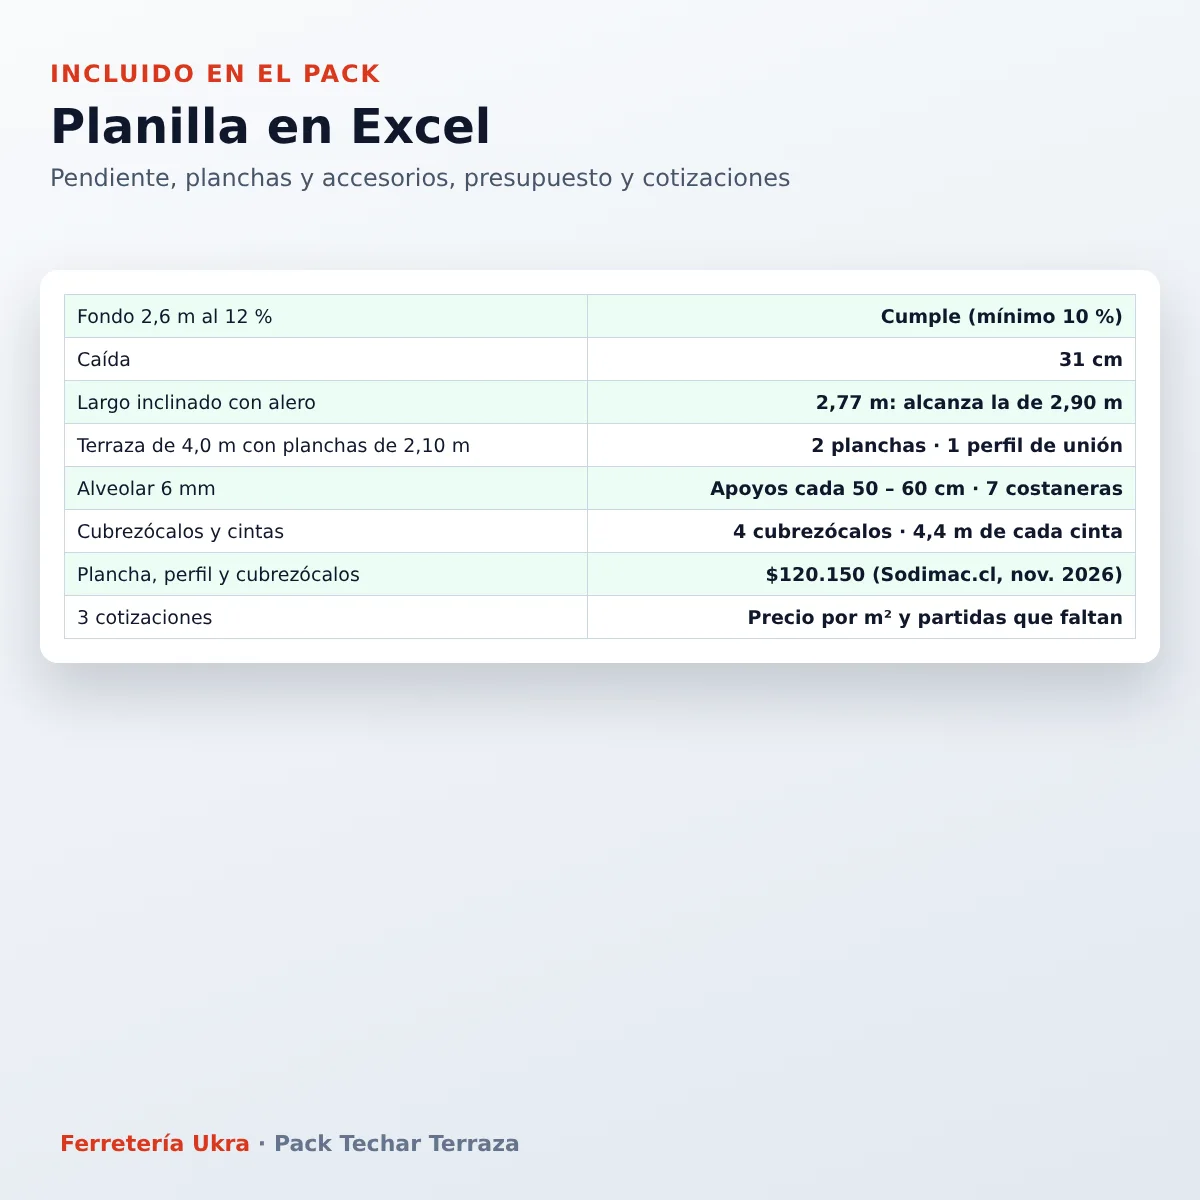 INCLUIDO EN EL PACK
Planilla en Excel
Pendiente, planchas y accesorios, presupuesto y cotizaciones
Fondo 2,6 m al 12 % Cumple (mínimo 10 %)
Caída 31 cm
Largo inclinado con alero 2,77 m: alcanza la de 2,90 m
Terraza de 4,0 m con planchas de 2,10 m 2 planchas · 1 perfil de unión
Alveolar 6 mm Apoyos cada 50 – 60 cm · 7 costaneras
Cubrezócalos y cintas 4 cubrezócalos · 4,4 m de cada cinta
Plancha, perfil y cubrezócalos $120.150 (Sodimac.cl, nov. 2026)
3 cotizaciones Precio por m² y partidas que faltan
Ferretería Ukra · Pack Techar Terraza